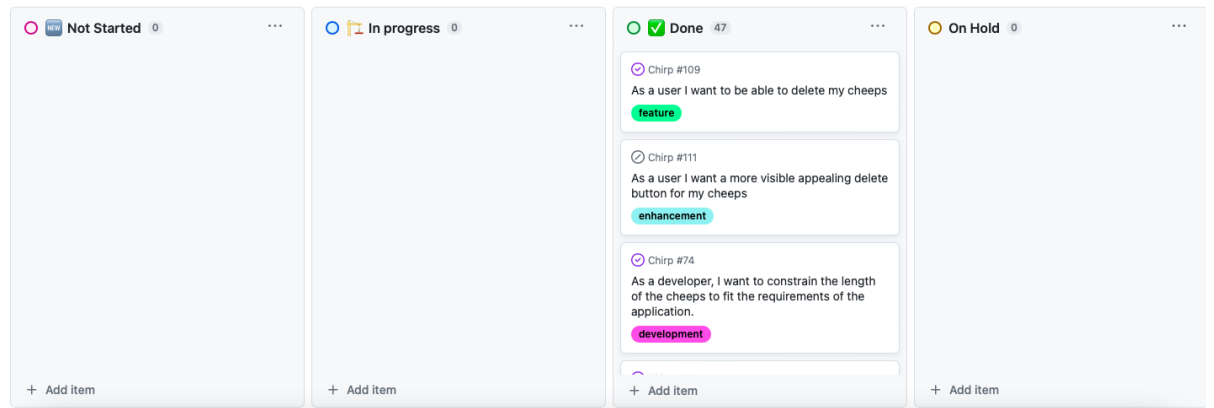 NEW Not Started 0
In progress 0
Done 47
On Hold 0
Chirp #109
As a user I want to be able to delete my cheeps
feature
Chirp #111
As a user I want a more visible appealing delete
button for my cheeps
enhancement
Chirp #74
As a developer, I want to constrain the length
of the cheeps to fit the requirements of the
application.
development
+ Add item
+ Add item
+ Add item
+ Add item